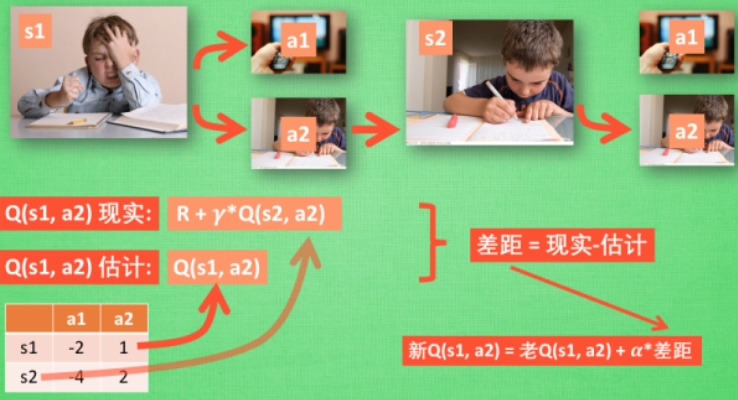 s1
a1
a2
s2
a1
a2
Q(s1, a2) 现实: R + γ*Q(s2, a2)
Q(s1, a2) 估计: Q(s1, a2)
差距 = 现实-估计
a1 a2
s1 -2 1
s2 -4 2
新Q(s1, a2) = 老Q(s1, a2) + α*差距